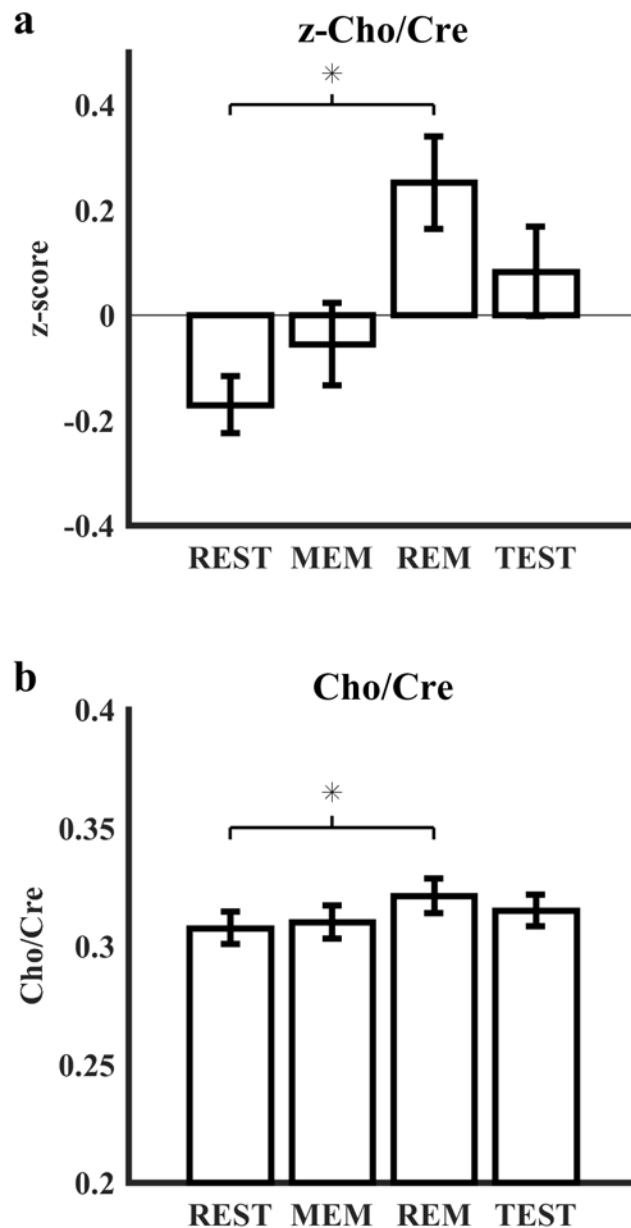 a
z-Cho/Cre
✳
0.4
0.2
0
-0.2
-0.4
z-score
REST MEM REM TEST
b
Cho/Cre
✳
0.4
0.35
0.3
0.25
0.2
Cho/Cre
REST MEM REM TEST